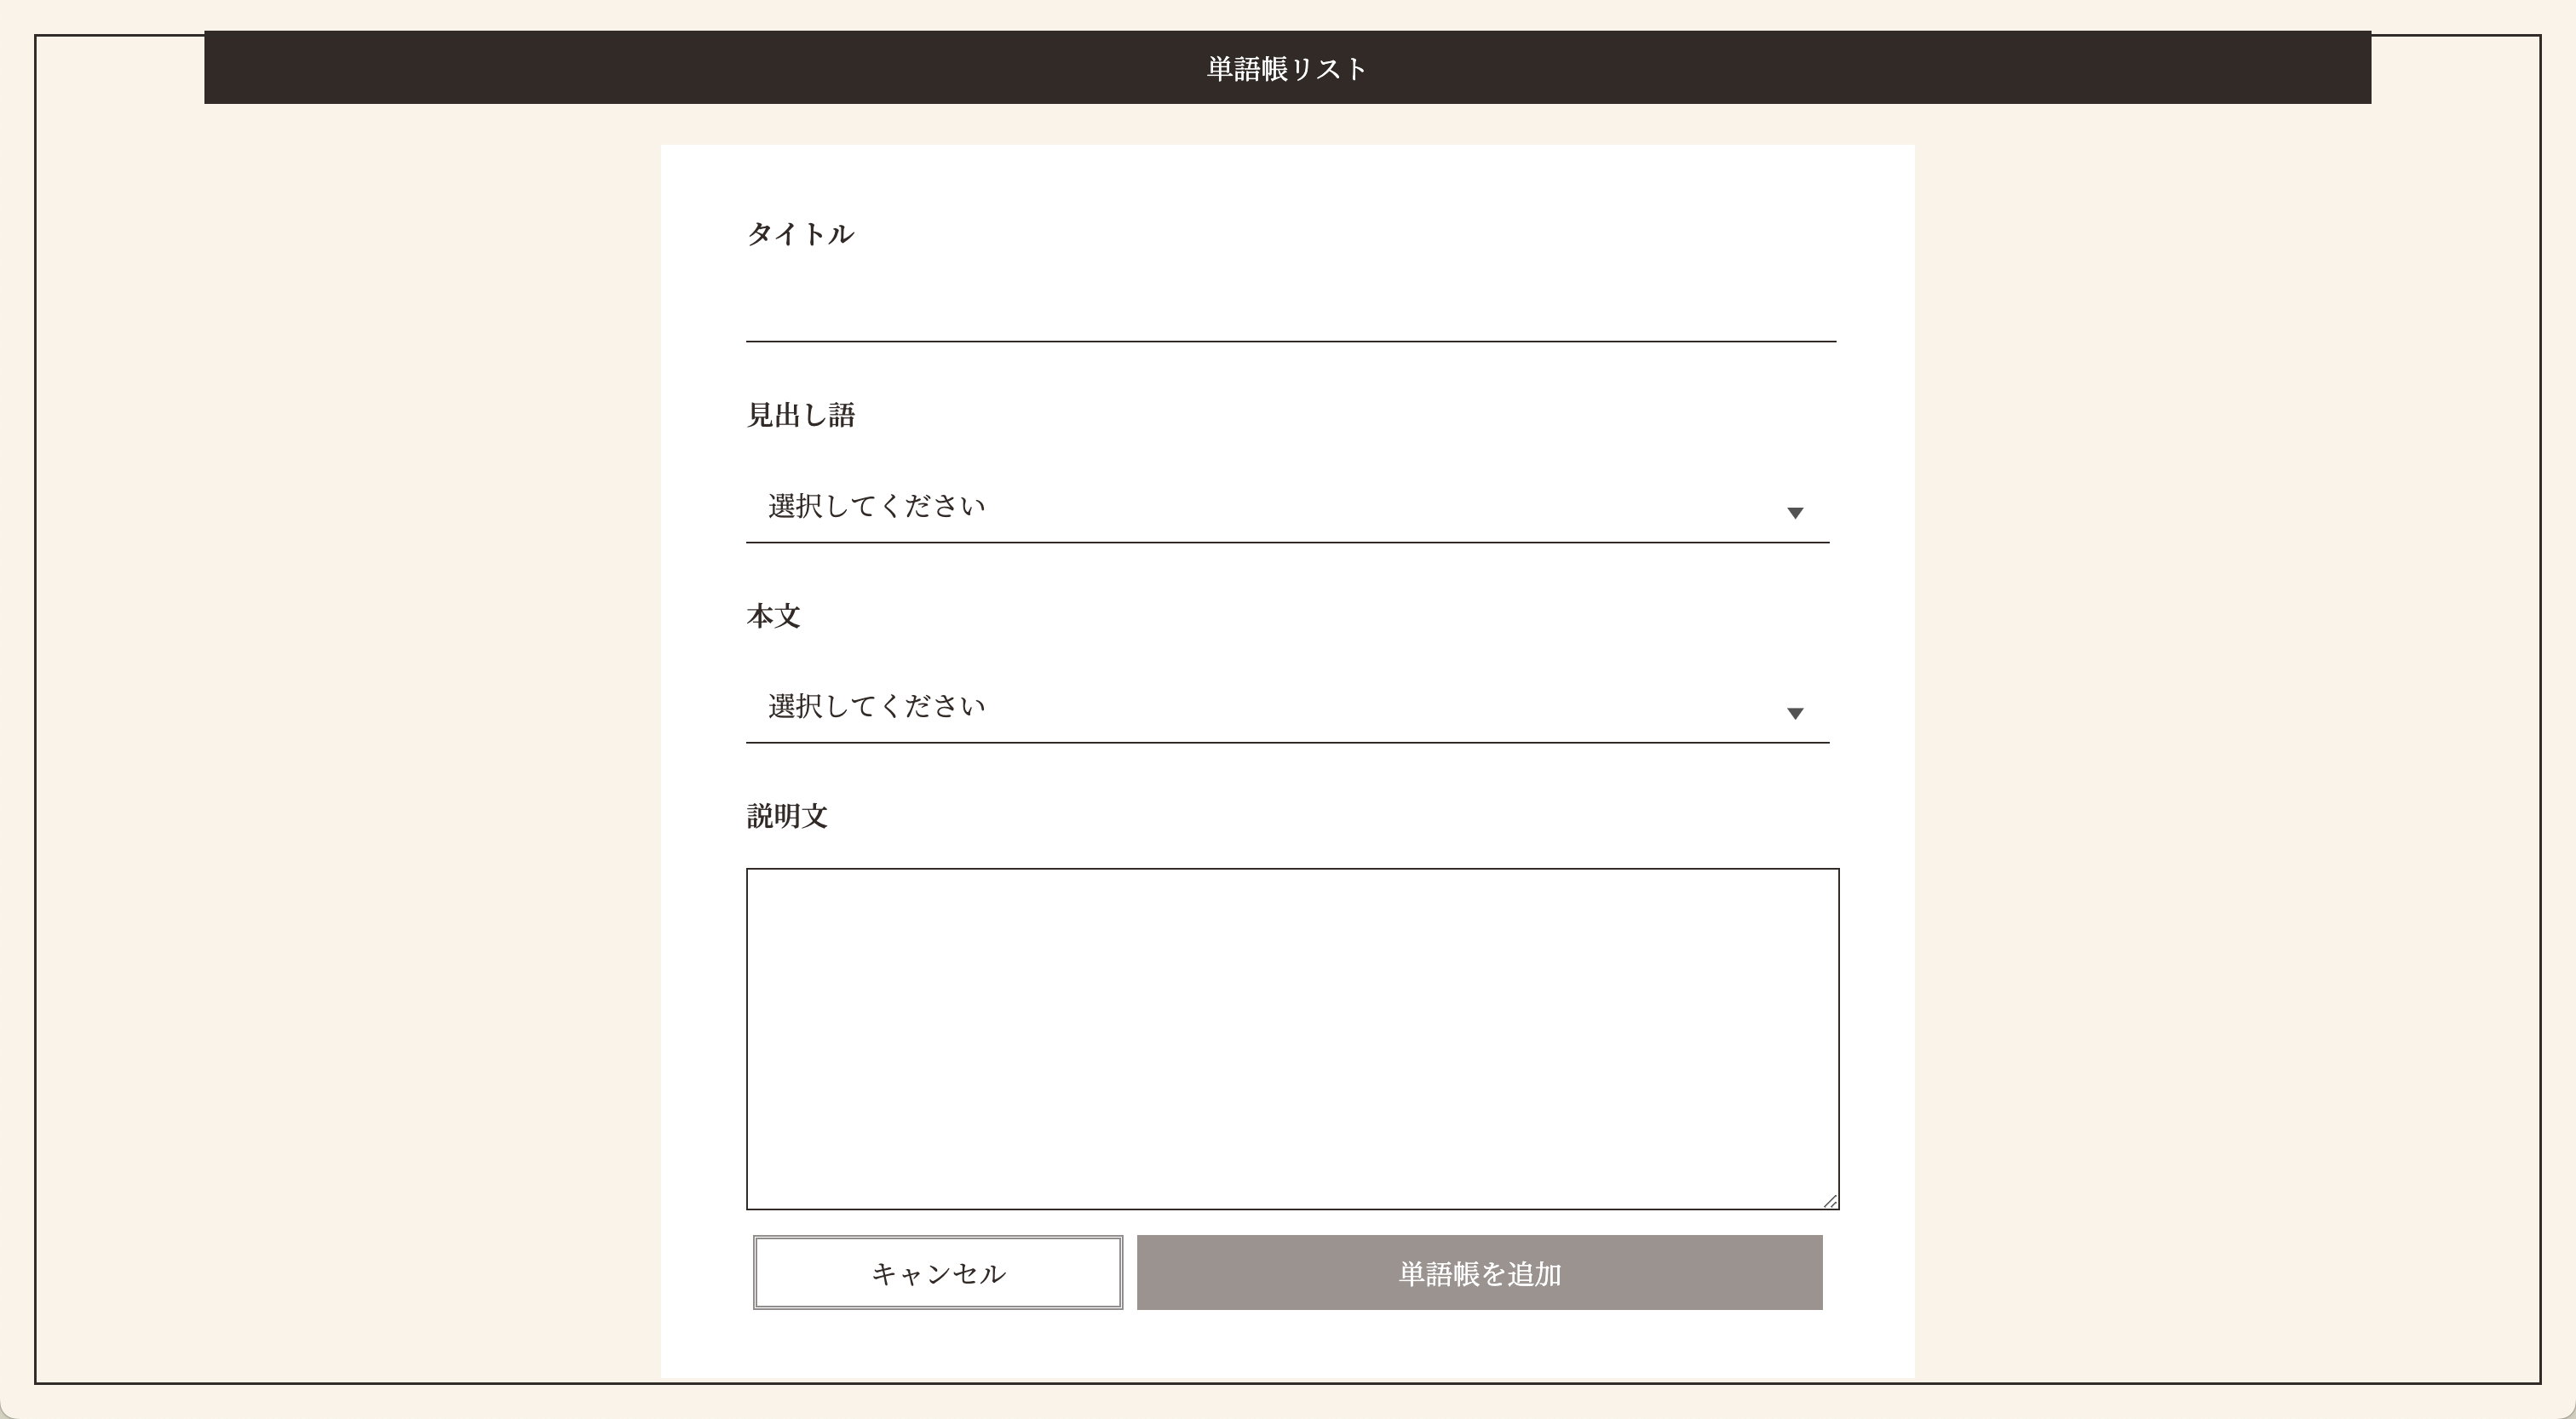 単語帳リスト
タイトル
見出し語
選択してください
本文
選択してください
説明文
キャンセル
単語帳を追加